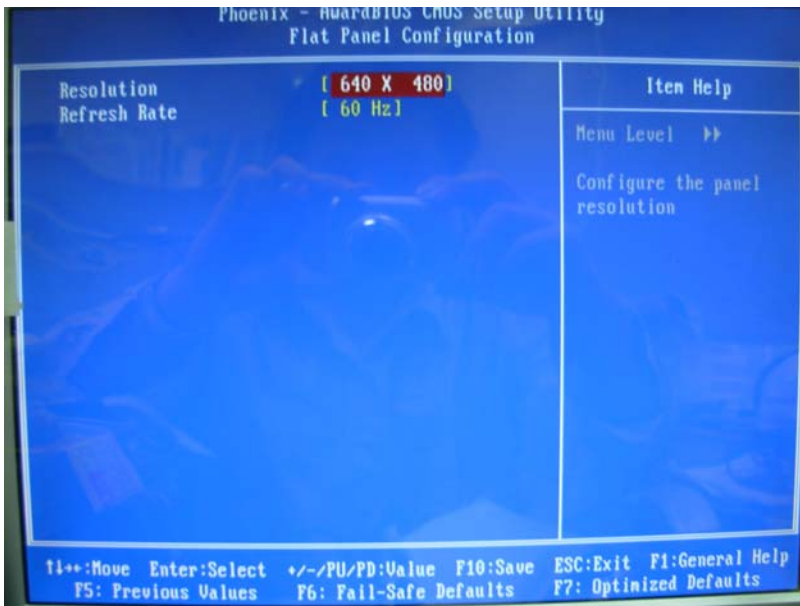 Phoenix - AwardBIOS CMOS Setup Utility
Flat Panel Configuration
Resolution [ 640 X 480]
Refresh Rate [ 60 Hz]
Item Help
Menu Level ▸▸
Configure the panel
resolution
↑↓→←:Move Enter:Select +/-/PU/PD:Value F10:Save ESC:Exit F1:General Help
F5: Previous Values F6: Fail-Safe Defaults F7: Optimized Defaults